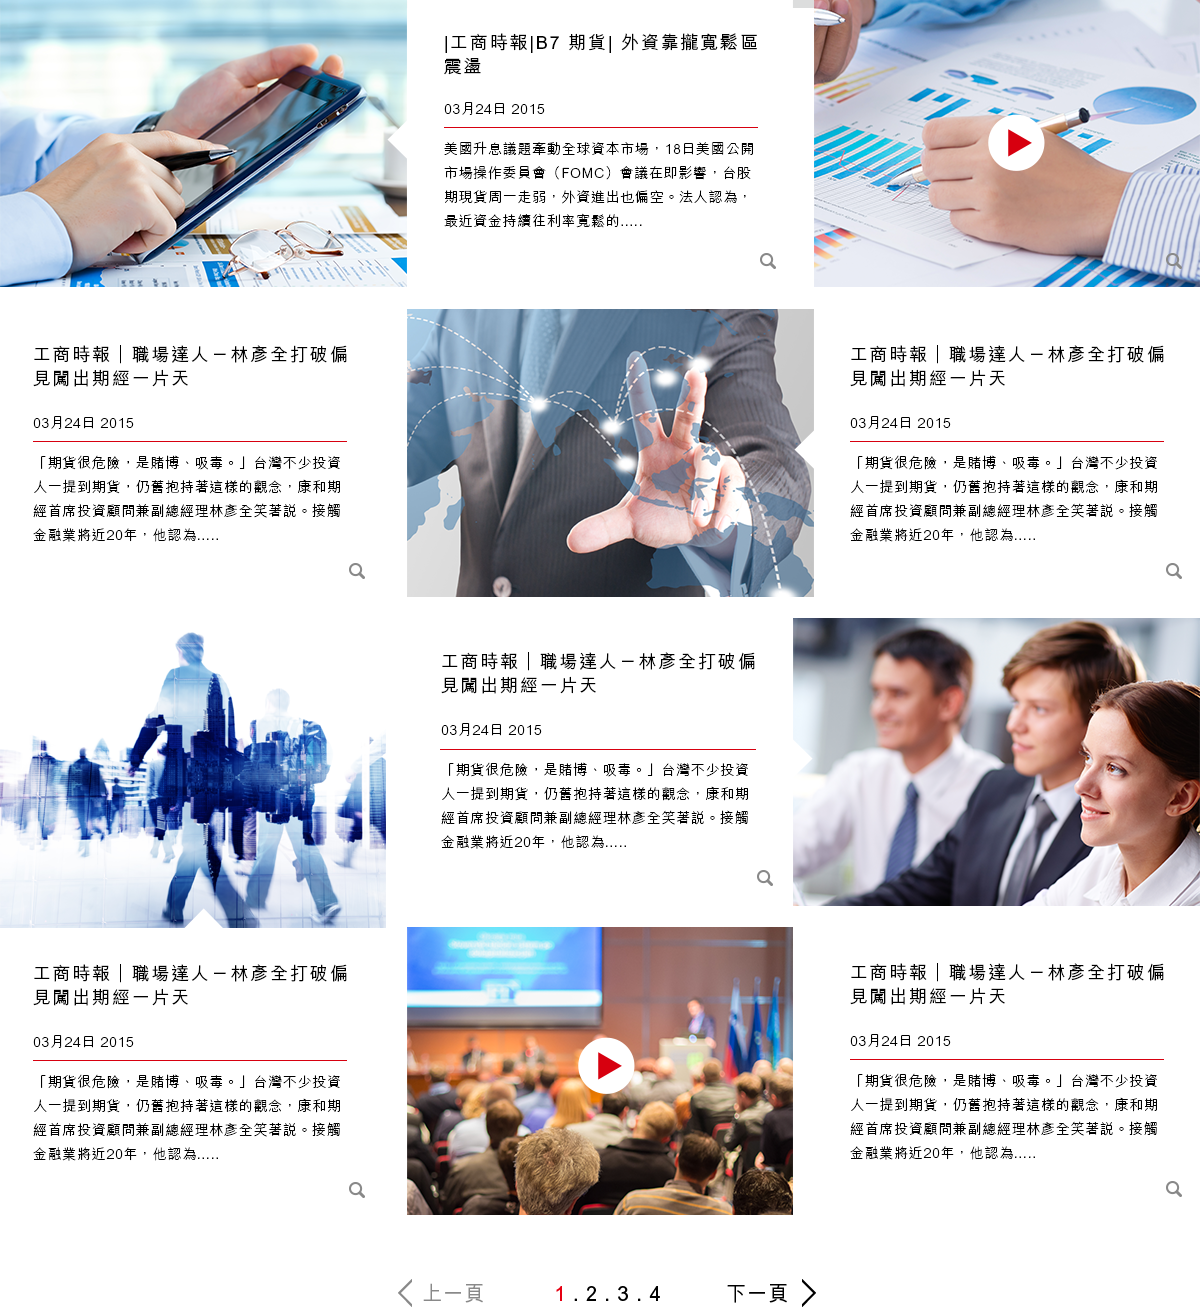 |工商時報|B7 期貨| 外資靠攏寬鬆區
震盪
03月24日 2015
美國升息議題牽動全球資本市場，18日美國公開
市場操作委員會（FOMC）會議在即影響，台股
期現貨周一走弱，外資進出也偏空。法人認為，
最近資金持續往利率寬鬆的.....
工商時報｜職場達人－林彥全打破偏
見闖出期經一片天
03月24日 2015
「期貨很危險，是賭博、吸毒。」台灣不少投資
人一提到期貨，仍舊抱持著這樣的觀念，康和期
經首席投資顧問兼副總經理林彥全笑著説。接觸
金融業將近20年，他認為.....
工商時報｜職場達人－林彥全打破偏
見闖出期經一片天
03月24日 2015
「期貨很危險，是賭博、吸毒。」台灣不少投資
人一提到期貨，仍舊抱持著這樣的觀念，康和期
經首席投資顧問兼副總經理林彥全笑著説。接觸
金融業將近20年，他認為.....
工商時報｜職場達人－林彥全打破偏
見闖出期經一片天
03月24日 2015
「期貨很危險，是賭博、吸毒。」台灣不少投資
人一提到期貨，仍舊抱持著這樣的觀念，康和期
經首席投資顧問兼副總經理林彥全笑著説。接觸
金融業將近20年，他認為.....
工商時報｜職場達人－林彥全打破偏
見闖出期經一片天
03月24日 2015
「期貨很危險，是賭博、吸毒。」台灣不少投資
人一提到期貨，仍舊抱持著這樣的觀念，康和期
經首席投資顧問兼副總經理林彥全笑著説。接觸
金融業將近20年，他認為.....
工商時報｜職場達人－林彥全打破偏
見闖出期經一片天
03月24日 2015
「期貨很危險，是賭博、吸毒。」台灣不少投資
人一提到期貨，仍舊抱持著這樣的觀念，康和期
經首席投資顧問兼副總經理林彥全笑著説。接觸
金融業將近20年，他認為.....
上一頁 1 . 2 . 3 . 4 下一頁